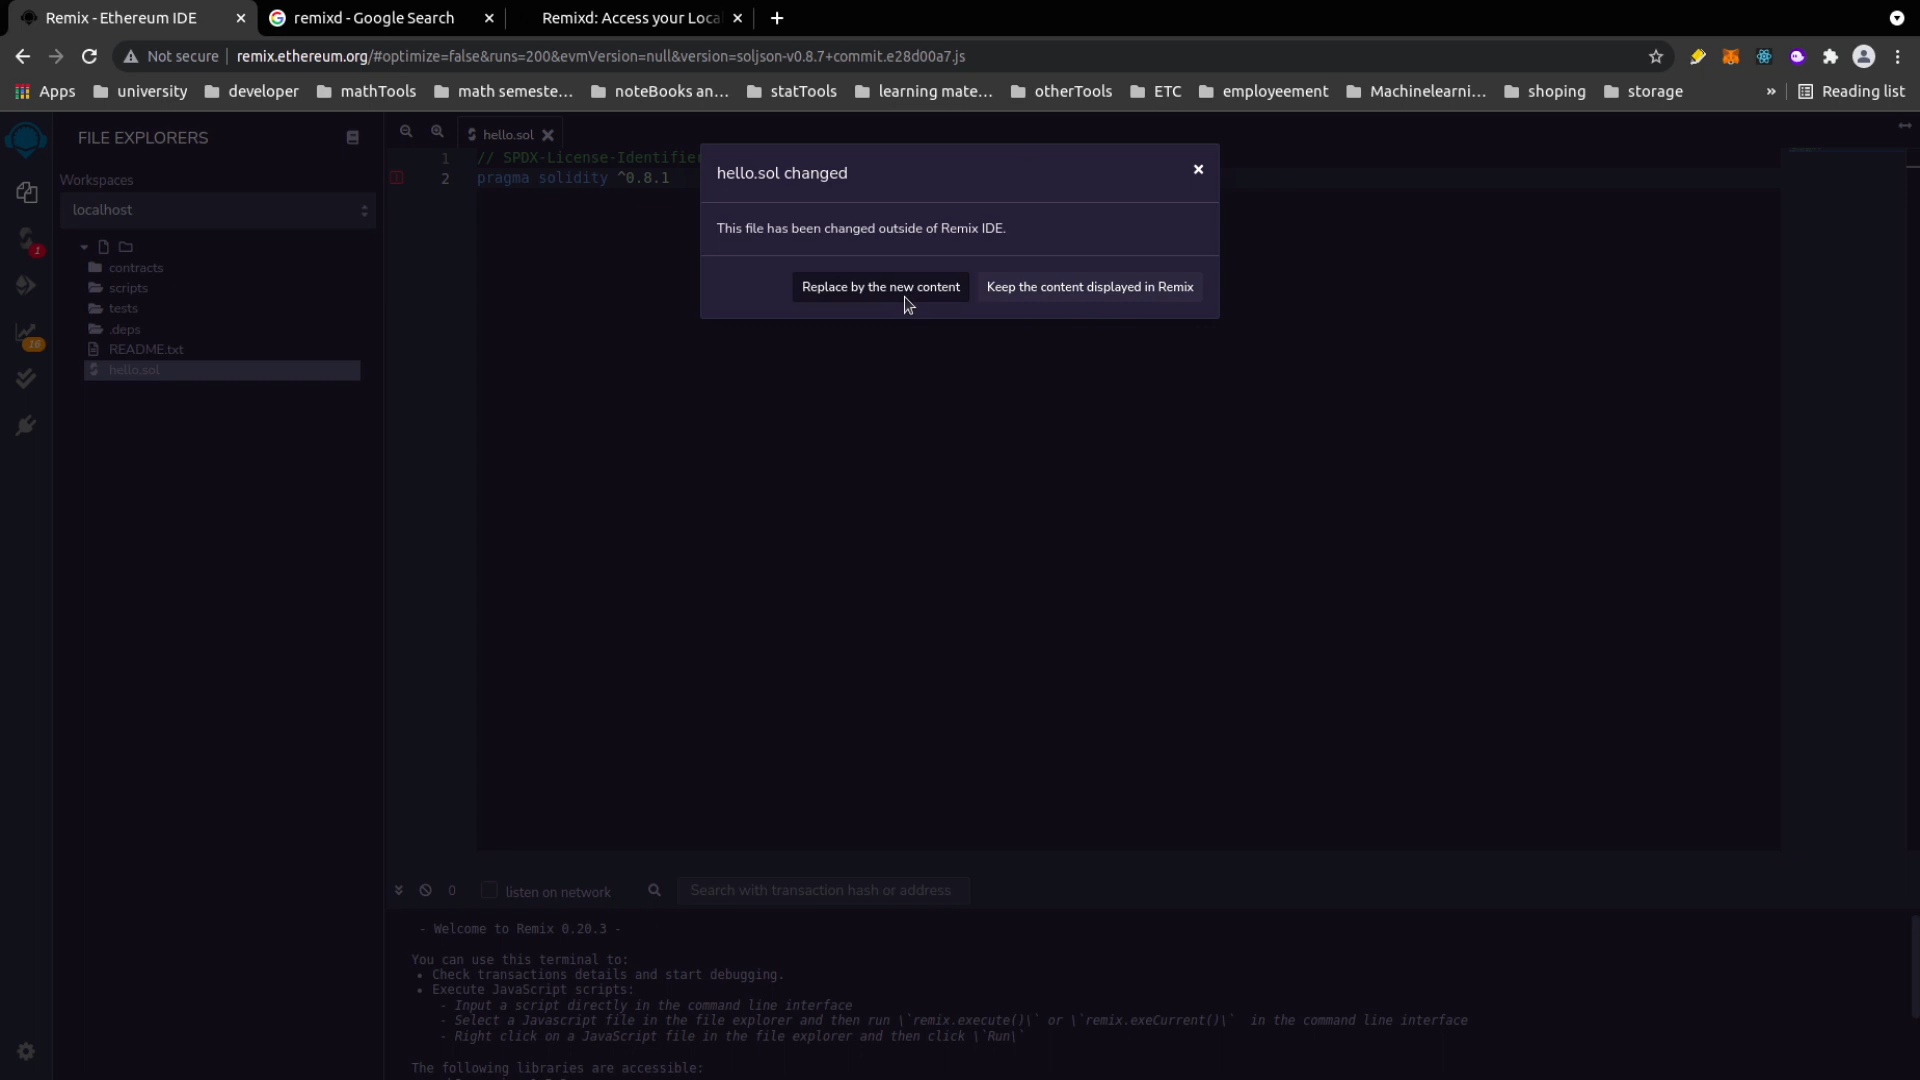 Remix - Ethereum IDE
remixd - Google Search
Remixd: Access your Loca
Not secure
remix.ethereum.org/#optimize=false&runs=200&evmVersion=null&version=soljson-v0.8.7+commit.e28d00a7.js
Apps
university
developer
mathTools
math semeste...
noteBooks an...
statTools
learning mate...
otherTools
ETC
employeement
Machinelearni...
shoping
storage
»
Reading list
FILE EXPLORERS
hello.sol
Workspaces
localhost
contracts
scripts
tests
.deps
README.txt
hello.sol
1
16
1 // SPDX-License-Identifier
2 pragma solidity ^0.8.1
hello.sol changed
This file has been changed outside of Remix IDE.
Replace by the new content
Keep the content displayed in Remix
0
listen on network
Search with transaction hash or address
- Welcome to Remix 0.20.3 -
You can use this terminal to:
• Check transactions details and start debugging.
• Execute JavaScript scripts:
- Input a script directly in the command line interface
- Select a Javascript file in the file explorer and then run \`remix.execute()\` or \`remix.exeCurrent()\` in the command line interface
- Right click on a JavaScript file in the file explorer and then click \`Run\`
The following libraries are accessible: